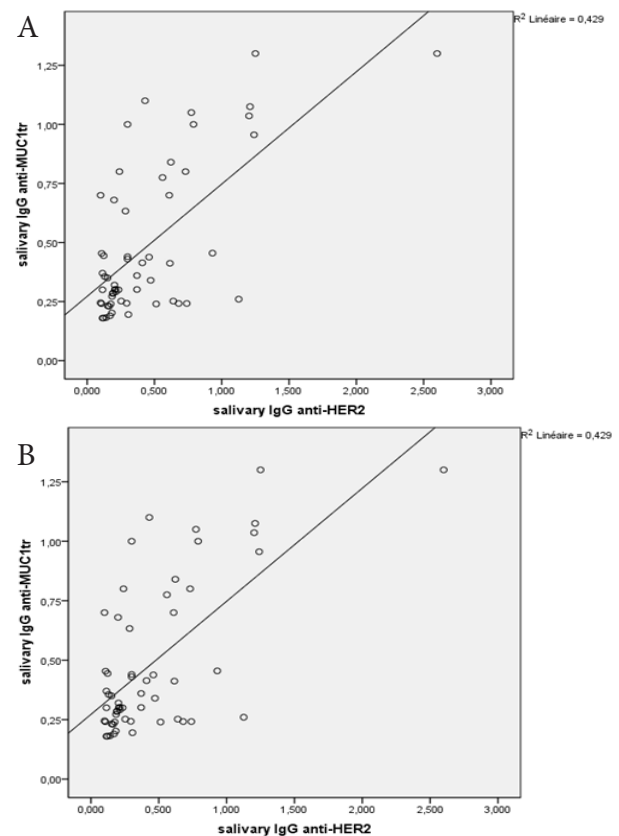 A
R2 Linéaire = 0,429
1,25
1,00
0,75
0,50
0,25
0,00
salivary IgG anti-MUC1tr
0,000 0,500 1,000 1,500 2,000 2,500 3,000
salivary IgG anti-HER2
B
R2 Linéaire = 0,429
1,25
1,00
0,75
0,50
0,25
0,00
salivary IgG anti-MUC1tr
0,000 0,500 1,000 1,500 2,000 2,500 3,000
salivary IgG anti-HER2